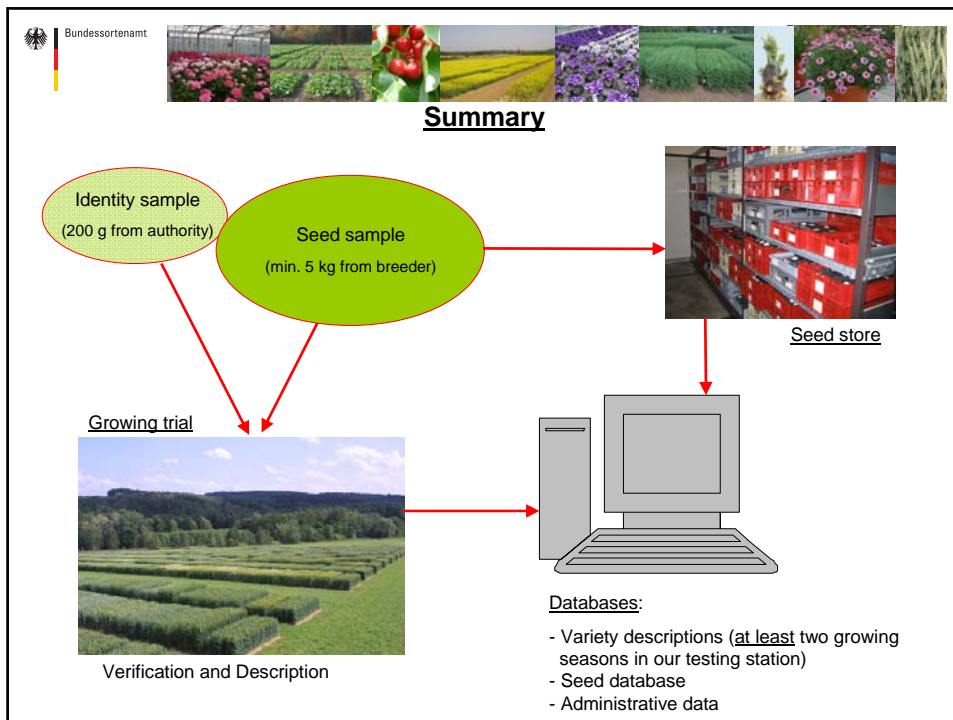 Bundessortenamt
Summary
Identity sample
(200 g from authority)
Seed sample
(min. 5 kg from breeder)
Seed store
Growing trial
Verification and Description
Databases:
- Variety descriptions (at least two growing
seasons in our testing station)
- Seed database
- Administrative data